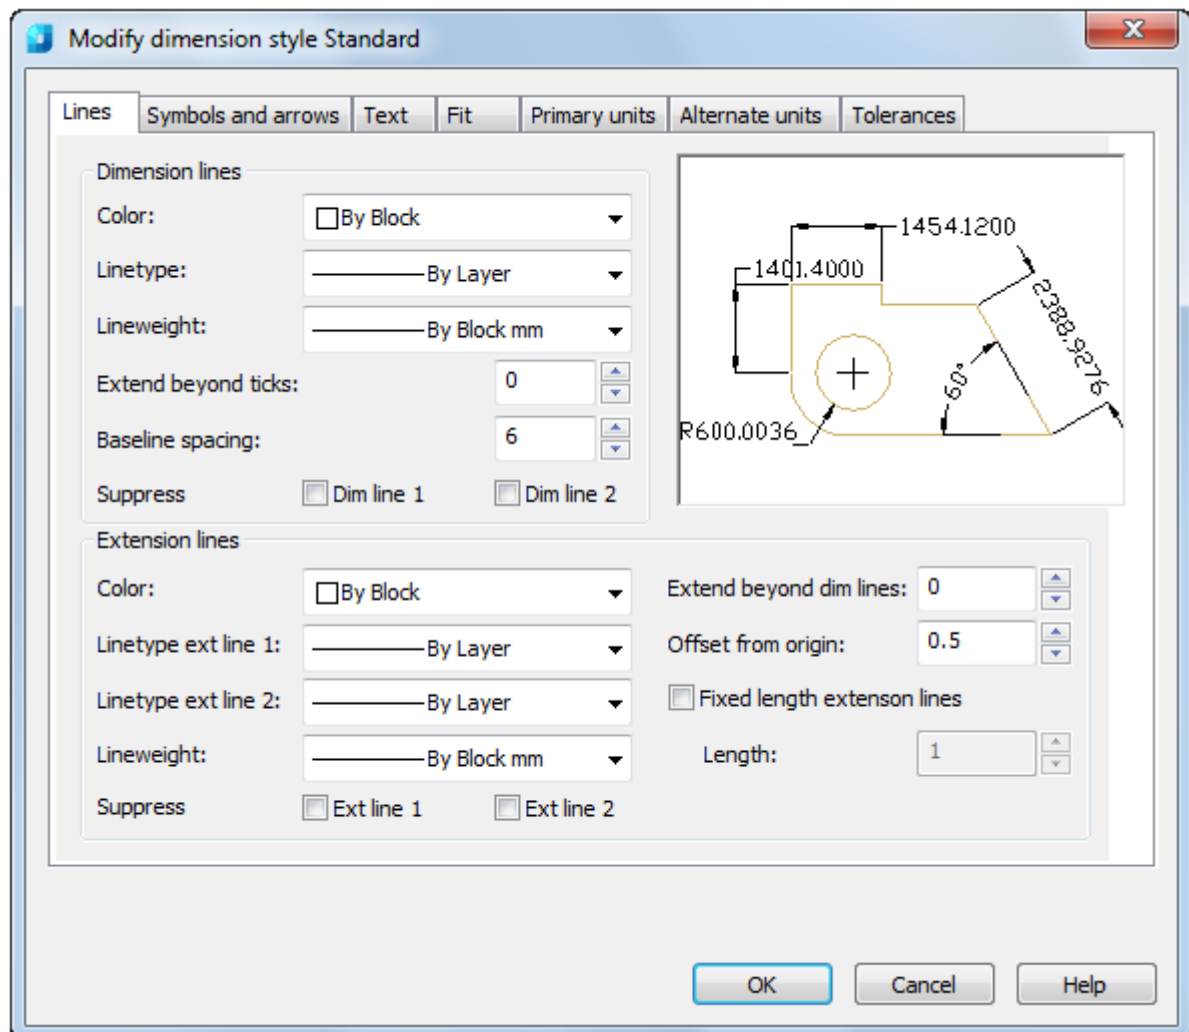 Modify dimension style Standard
Lines Symbols and arrows Text Fit Primary units Alternate units Tolerances
Dimension lines
Color: By Block
Linetype: By Layer
Lineweight: By Block mm
Extend beyond ticks: 0
Baseline spacing: 6
Suppress Dim line 1 Dim line 2
1454.1200
1401.4000
2388.9276
60°
R600.0036
Extension lines
Color: By Block
Linetype ext line 1: By Layer
Linetype ext line 2: By Layer
Lineweight: By Block mm
Suppress Ext line 1 Ext line 2
Extend beyond dim lines: 0
Offset from origin: 0.5
Fixed length extenson lines
Length: 1
OK Cancel Help